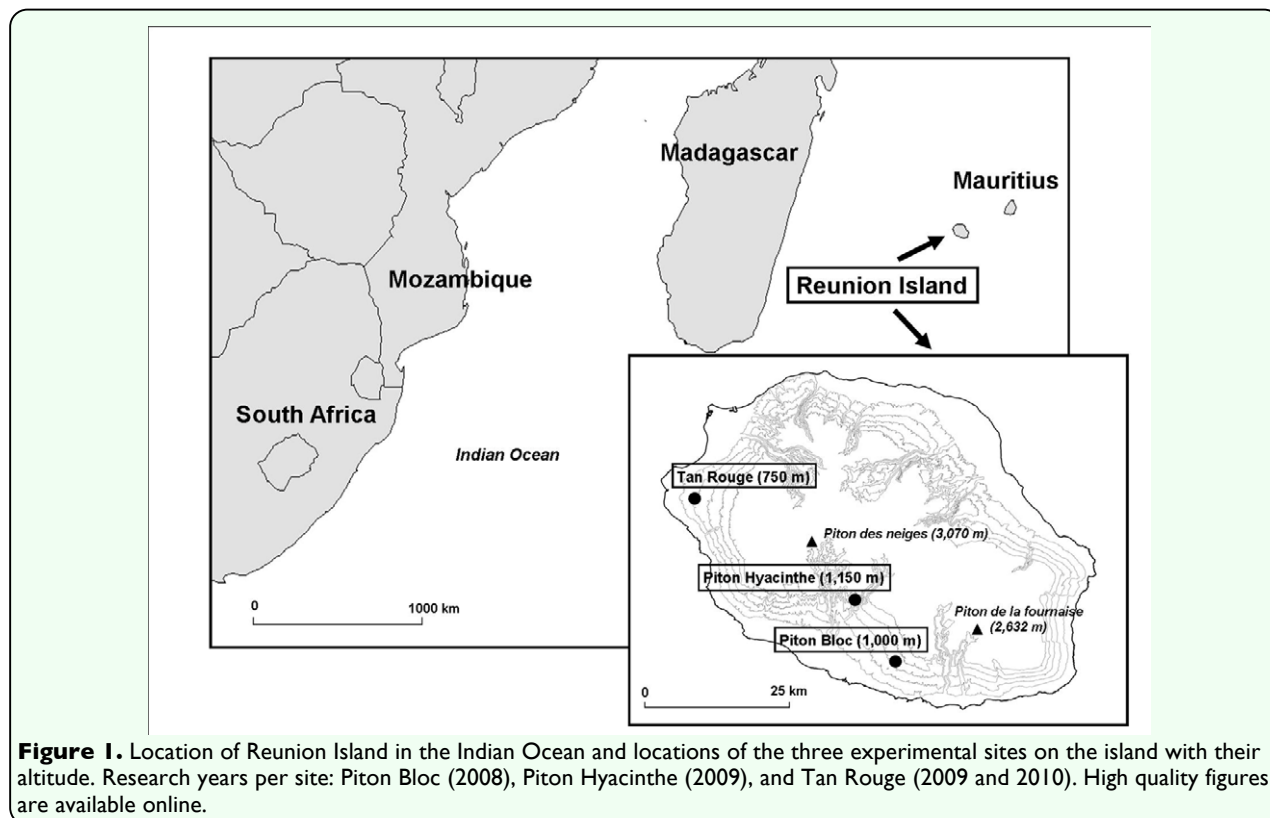 Madagascar
Mauritius
Mozambique
Reunion Island
South Africa
Indian Ocean
0 1000 km
Tan Rouge (750 m)
Piton des neiges (3,070 m)
Piton Hyacinthe (1,150 m)
Piton de la fournaise
(2,632 m)
Piton Bloc (1,000 m)
0 25 km
Figure 1. Location of Reunion Island in the Indian Ocean and locations of the three experimental sites on the island with their
altitude. Research years per site: Piton Bloc (2008), Piton Hyacinthe (2009), and Tan Rouge (2009 and 2010). High quality figures
are available online.